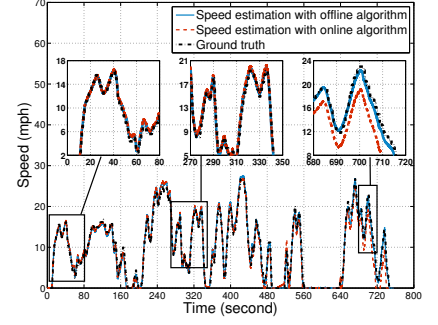 Speed estimation with offline algorithm
Speed estimation with online algorithm
Ground truth
70
60
50
40
30
20
10
0
Speed (mph)
18
14
10
6
2
0 20 40 60 80
21
17
13
9
5
270 290 310 330 350
24
20
16
12
8
680 690 700 710 720
0 80 160 240 320 400 480 560 640 720 800
Time (second)